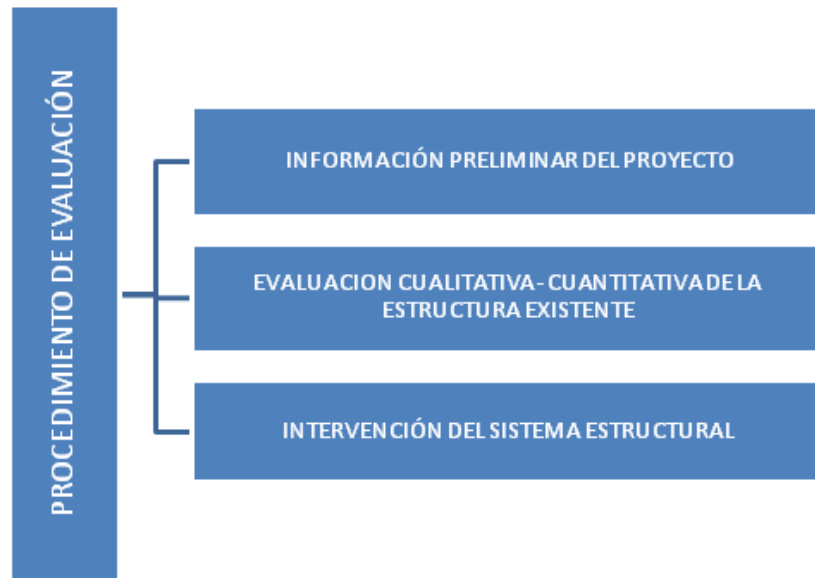 PROCEDIMIENTO DE EVALUACIÓN
INFORMACIÓN PRELIMINAR DEL PROYECTO
EVALUACION CUALITATIVA- CUANTITATIVA DE LA
ESTRUCTURA EXISTENTE
INTERVENCIÓN DEL SISTEMA ESTRUCTURAL